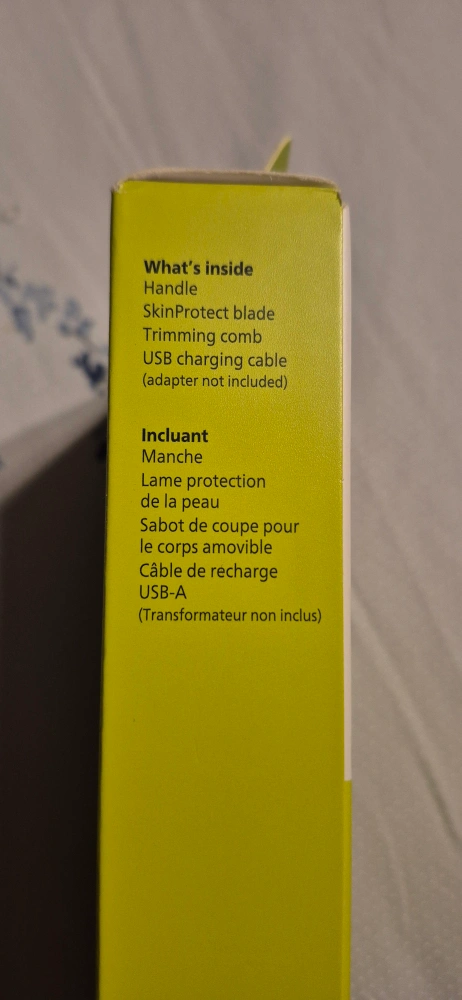 What's inside
Handle
SkinProtect blade
Trimming comb
USB charging cable
(adapter not included)
Incluant
Manche
Lame protection
de la peau
Sabot de coupe pour
le corps amovible
Câble de recharge
USB-A
(Transformateur non inclus)